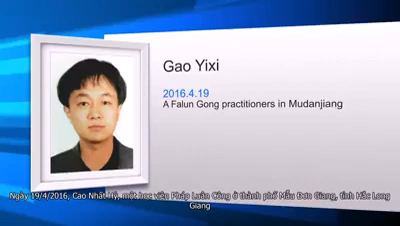 Gao Yixi
2016.4.19
A Falun Gong practitioners in Mudanjiang
Ngày 19/4/2016, Cao Nhất Hỷ, một học viên Pháp Luân Công ở thành phố Mẫu Đơn Giang, tỉnh Hắc Long
Giang